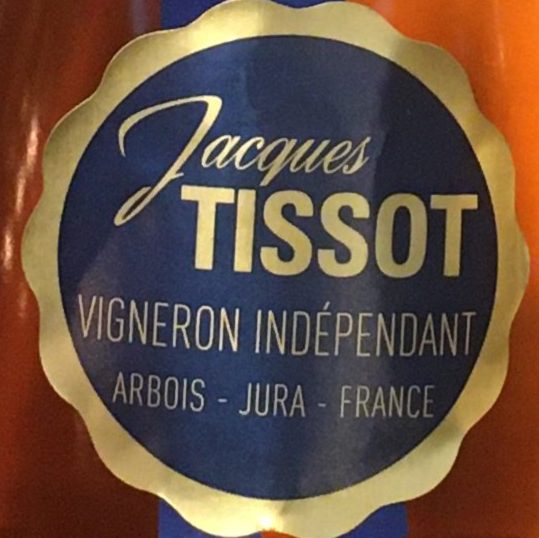 Jacques
TISSOT
VIGNERON INDÉPENDANT
ARBOIS - JURA - FRANCE